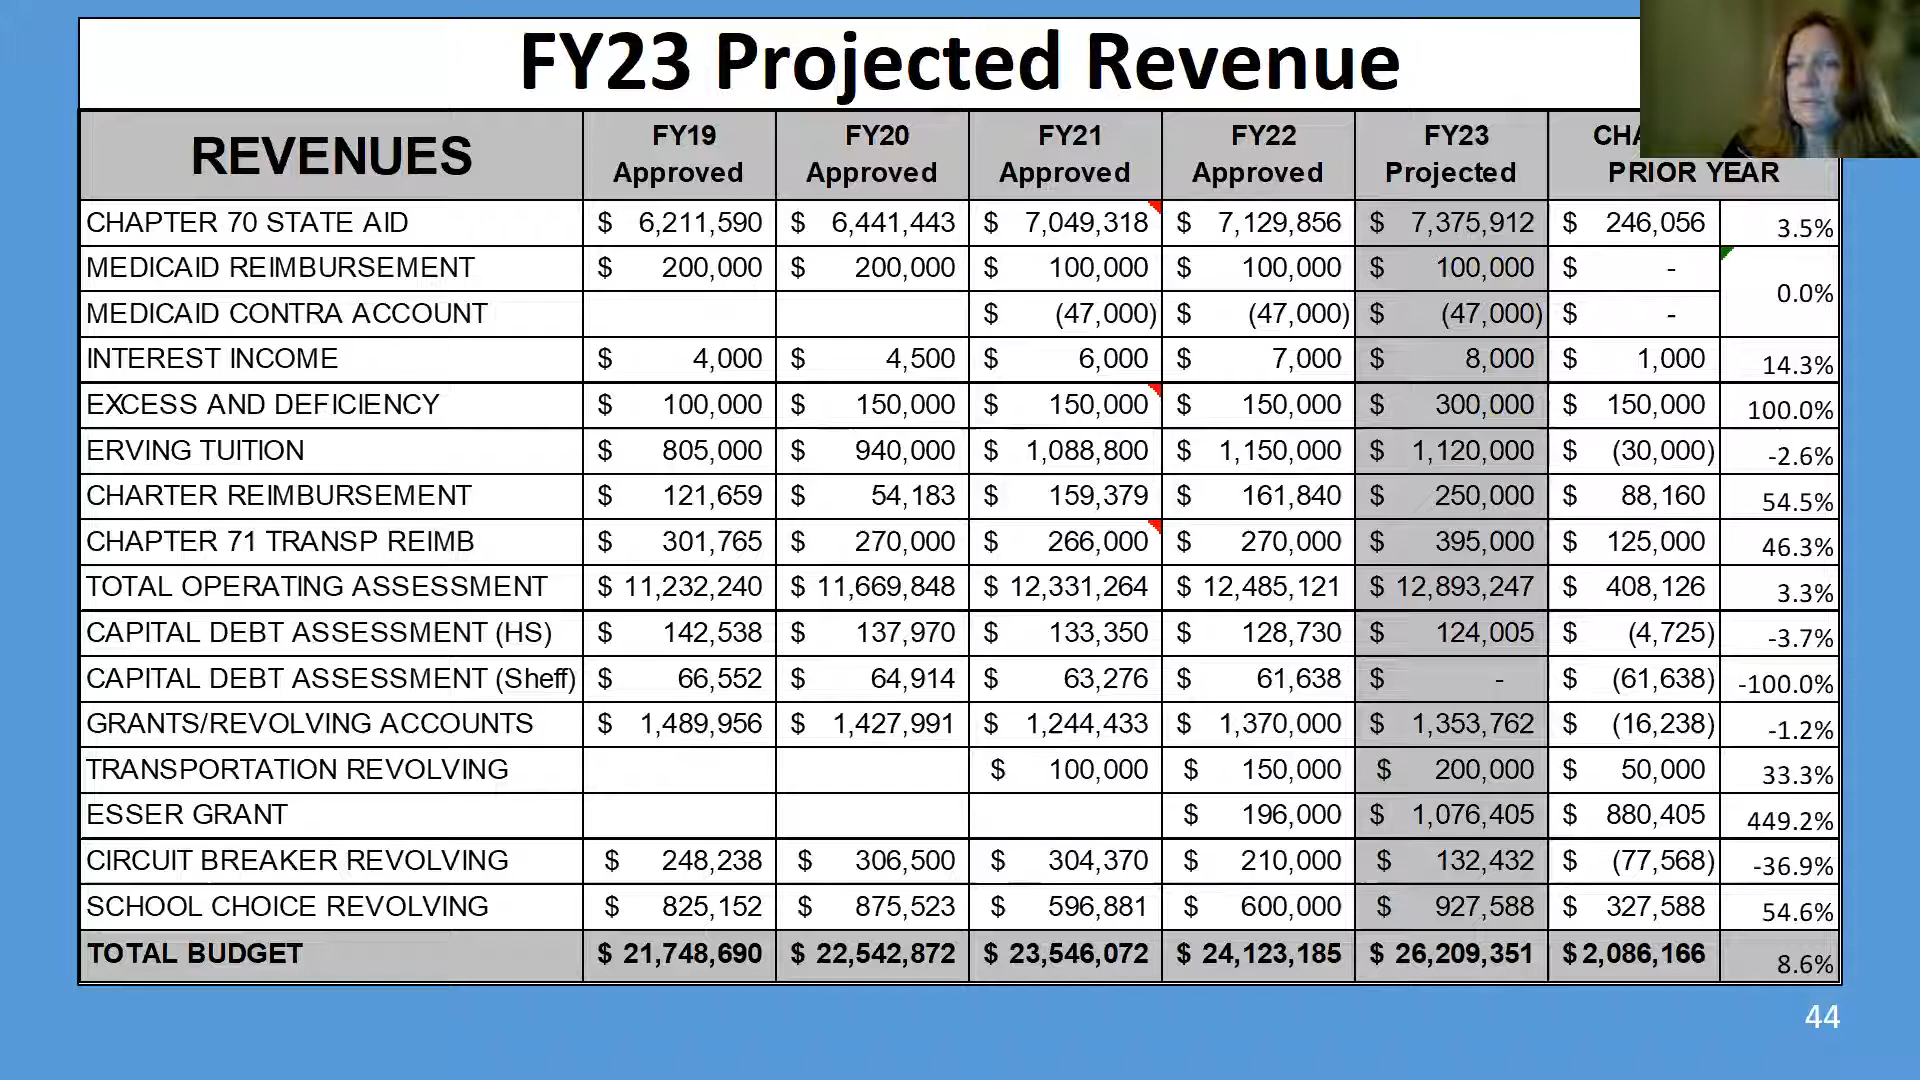 FY23 Projected Revenue
REVENUES FY19 Approved FY20 Approved FY21 Approved FY22 Approved FY23 Projected PRIOR YEAR
CHAPTER 70 STATE AID $ 6,211,590 $ 6,441,443 $ 7,049,318 $ 7,129,856 $ 7,375,912 $ 246,056 3.5%
MEDICAID REIMBURSEMENT $ 200,000 $ 200,000 $ 100,000 $ 100,000 $ 100,000 $ - 0.0%
MEDICAID CONTRA ACCOUNT $ (47,000) $ (47,000) $ (47,000) $ -
INTEREST INCOME $ 4,000 $ 4,500 $ 6,000 $ 7,000 $ 8,000 $ 1,000 14.3%
EXCESS AND DEFICIENCY $ 100,000 $ 150,000 $ 150,000 $ 150,000 $ 300,000 $ 150,000 100.0%
ERVING TUITION $ 805,000 $ 940,000 $ 1,088,800 $ 1,150,000 $ 1,120,000 $ (30,000) -2.6%
CHARTER REIMBURSEMENT $ 121,659 $ 54,183 $ 159,379 $ 161,840 $ 250,000 $ 88,160 54.5%
CHAPTER 71 TRANSP REIMB $ 301,765 $ 270,000 $ 266,000 $ 270,000 $ 395,000 $ 125,000 46.3%
TOTAL OPERATING ASSESSMENT $ 11,232,240 $ 11,669,848 $ 12,331,264 $ 12,485,121 $ 12,893,247 $ 408,126 3.3%
CAPITAL DEBT ASSESSMENT (HS) $ 142,538 $ 137,970 $ 133,350 $ 128,730 $ 124,005 $ (4,725) -3.7%
CAPITAL DEBT ASSESSMENT (Sheff) $ 66,552 $ 64,914 $ 63,276 $ 61,638 $ - $ (61,638) -100.0%
GRANTS/REVOLVING ACCOUNTS $ 1,489,956 $ 1,427,991 $ 1,244,433 $ 1,370,000 $ 1,353,762 $ (16,238) -1.2%
TRANSPORTATION REVOLVING $ 100,000 $ 150,000 $ 200,000 $ 50,000 33.3%
ESSER GRANT $ 196,000 $ 1,076,405 $ 880,405 449.2%
CIRCUIT BREAKER REVOLVING $ 248,238 $ 306,500 $ 304,370 $ 210,000 $ 132,432 $ (77,568) -36.9%
SCHOOL CHOICE REVOLVING $ 825,152 $ 875,523 $ 596,881 $ 600,000 $ 927,588 $ 327,588 54.6%
TOTAL BUDGET $ 21,748,690 $ 22,542,872 $ 23,546,072 $ 24,123,185 $ 26,209,351 $ 2,086,166 8.6%
44